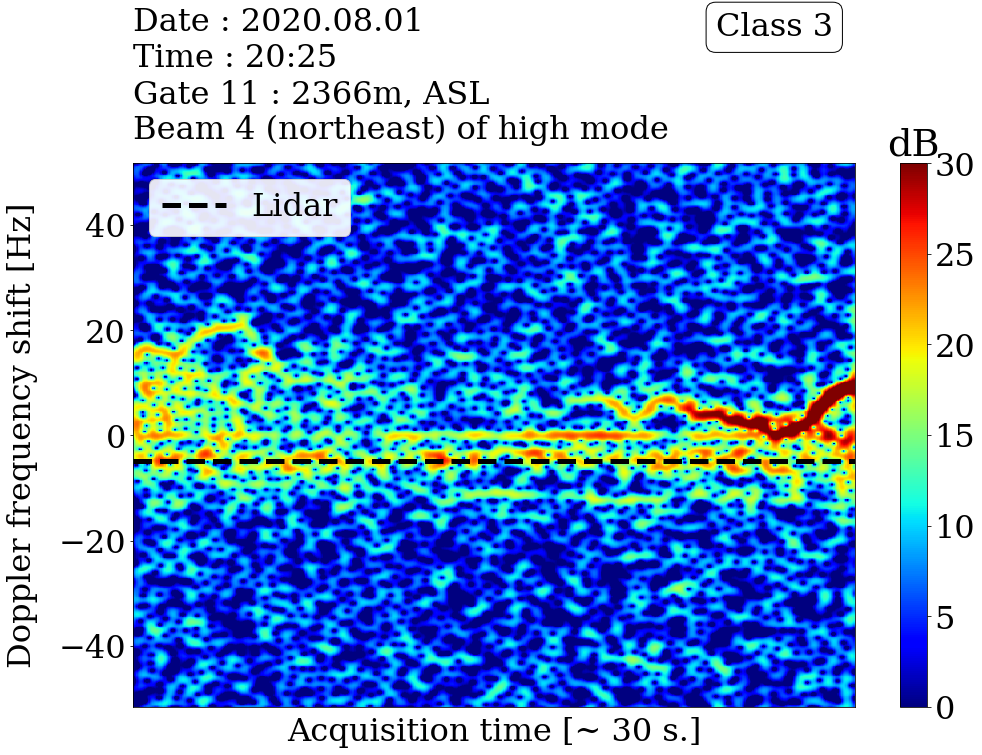 Date : 2020.08.01
Time : 20:25
Gate 11 : 2366m, ASL
Beam 4 (northeast) of high mode
Class 3
dB
Lidar
Doppler frequency shift [Hz]
40
20
0
−20
−40
30
25
20
15
10
5
0
Acquisition time [~ 30 s.]